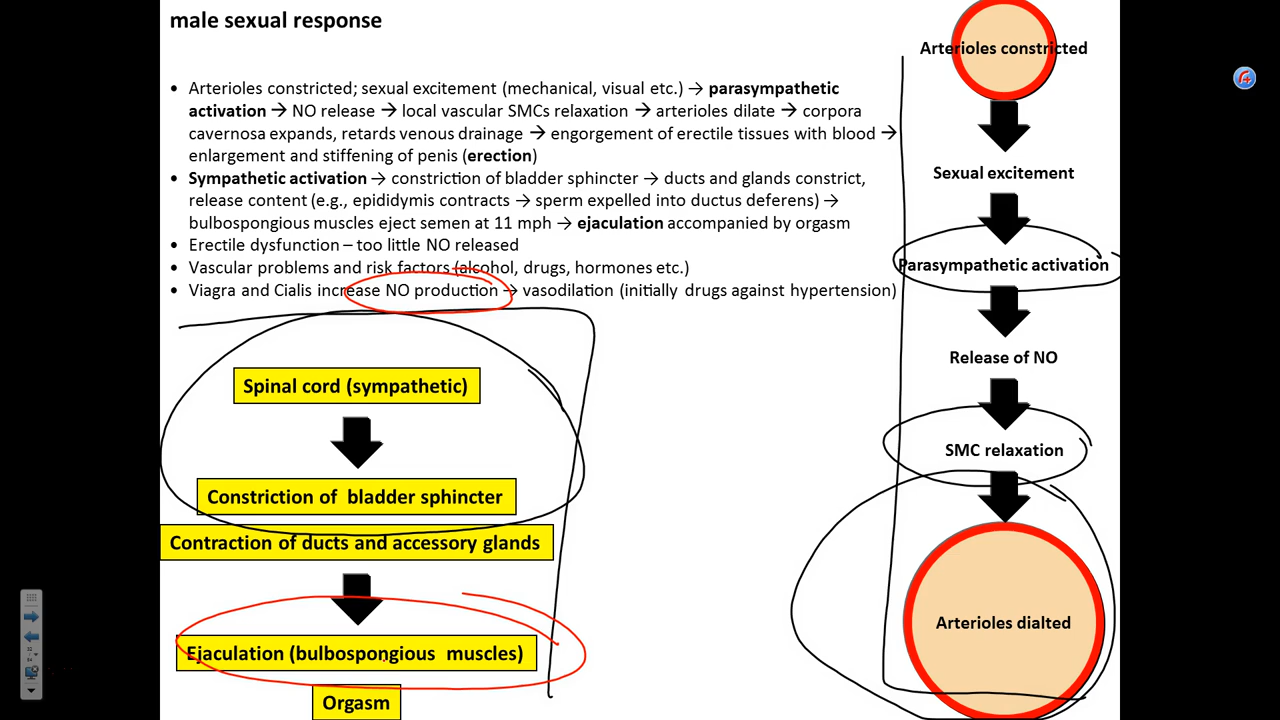 male sexual response
• Arterioles constricted; sexual excitement (mechanical, visual etc.) → parasympathetic
activation → NO release → local vascular SMCs relaxation → arterioles dilate → corpora
cavernosa expands, retards venous drainage → engorgement of erectile tissues with blood →
enlargement and stiffening of penis (erection)
• Sympathetic activation → constriction of bladder sphincter → ducts and glands constrict,
release content (e.g., epididymis contracts → sperm expelled into ductus deferens) →
bulbospongious muscles eject semen at 11 mph → ejaculation accompanied by orgasm
• Erectile dysfunction – too little NO released
• Vascular problems and risk factors (alcohol, drugs, hormones etc.)
• Viagra and Cialis increase NO production → vasodilation (initially drugs against hypertension)
Spinal cord (sympathetic)
Constriction of bladder sphincter
Contraction of ducts and accessory glands
Ejaculation (bulbospongious muscles)
Orgasm
Arterioles constricted
Sexual excitement
Parasympathetic activation
Release of NO
SMC relaxation
Arterioles dialted